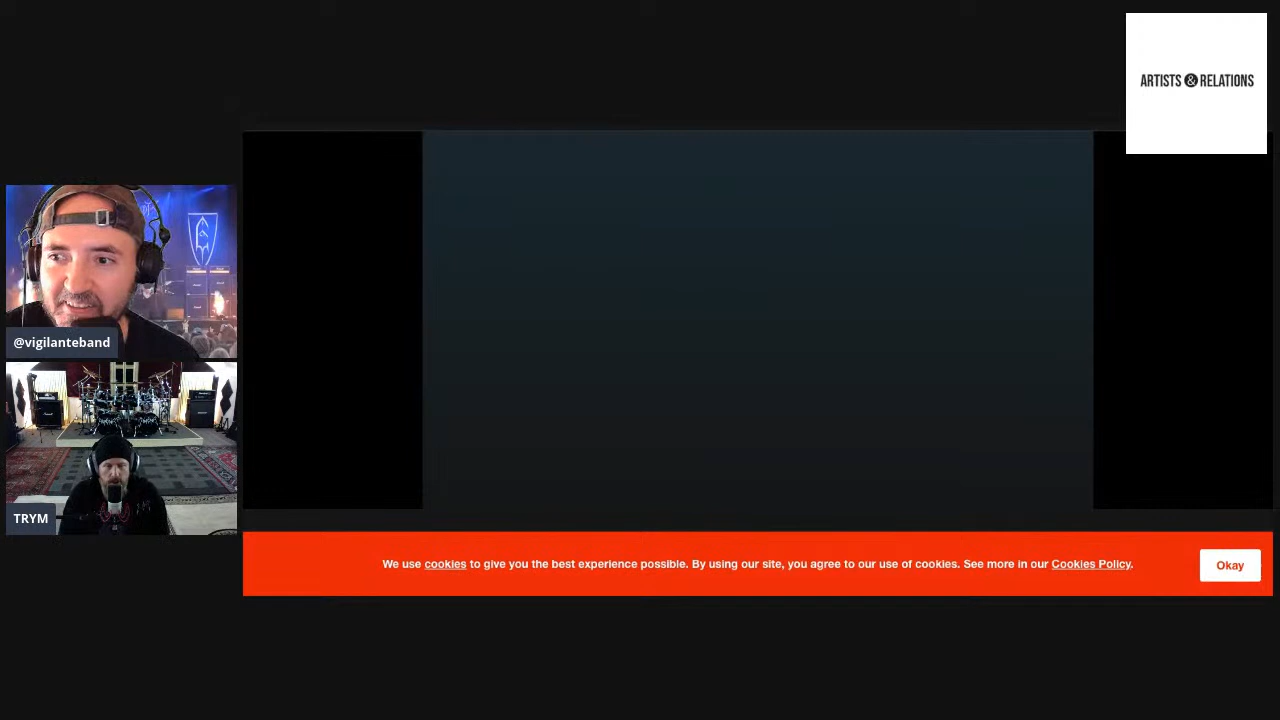 ARTISTS & RELATIONS
@vigilanteband
TRYM
We use cookies to give you the best experience possible. By using our site, you agree to our use of cookies. See more in our Cookies Policy.
Okay